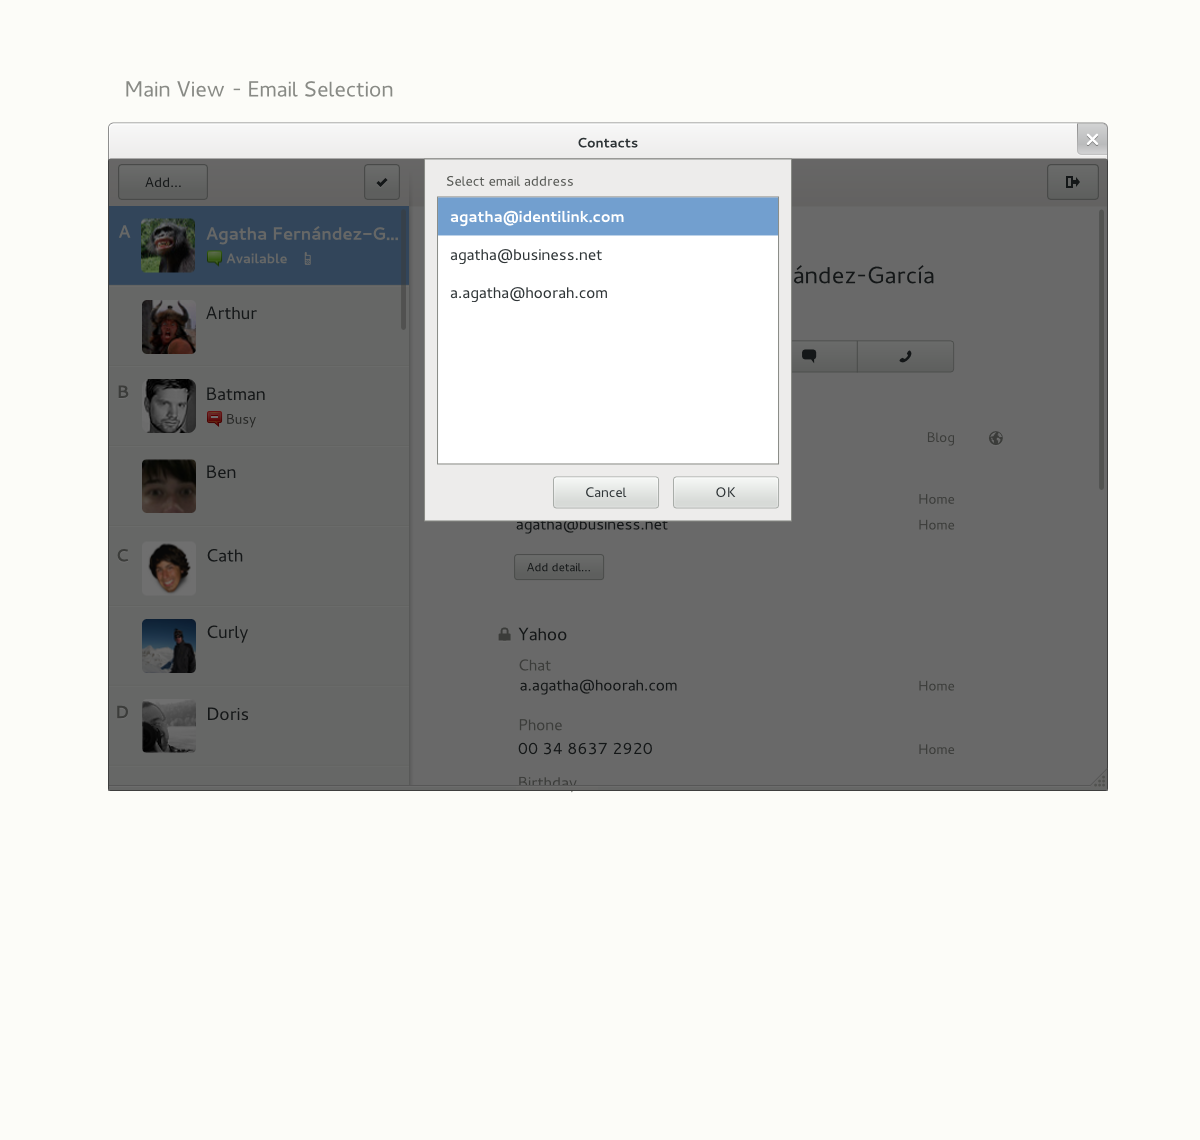 Main View - Email Selection
Contacts
Add...
A
Agatha Fernández-G...
Available
Arthur
B
Batman
Busy
Ben
C
Cath
Curly
D
Doris
Select email address
agatha@identilink.com
agatha@business.net
a.agatha@hoorah.com
Cancel
OK
ández-García
Blog
Home
agatha@business.net Home
Add detail...
Yahoo
Chat
a.agatha@hoorah.com Home
Phone
00 34 8637 2920 Home
Birthday